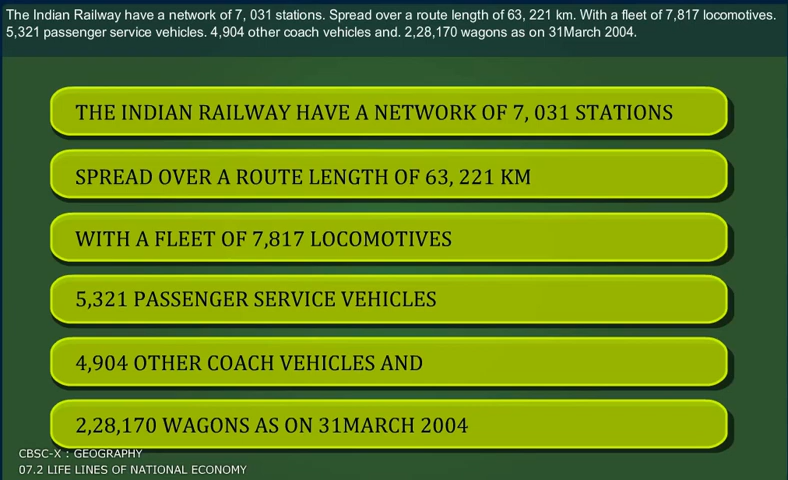 The Indian Railway have a network of 7, 031 stations. Spread over a route length of 63, 221 km. With a fleet of 7,817 locomotives.
5,321 passenger service vehicles. 4,904 other coach vehicles and. 2,28,170 wagons as on 31March 2004.
THE INDIAN RAILWAY HAVE A NETWORK OF 7, 031 STATIONS
SPREAD OVER A ROUTE LENGTH OF 63, 221 KM
WITH A FLEET OF 7,817 LOCOMOTIVES
5,321 PASSENGER SERVICE VEHICLES
4,904 OTHER COACH VEHICLES AND
2,28,170 WAGONS AS ON 31MARCH 2004
CBSC-X : GEOGRAPHY
07.2 LIFE LINES OF NATIONAL ECONOMY